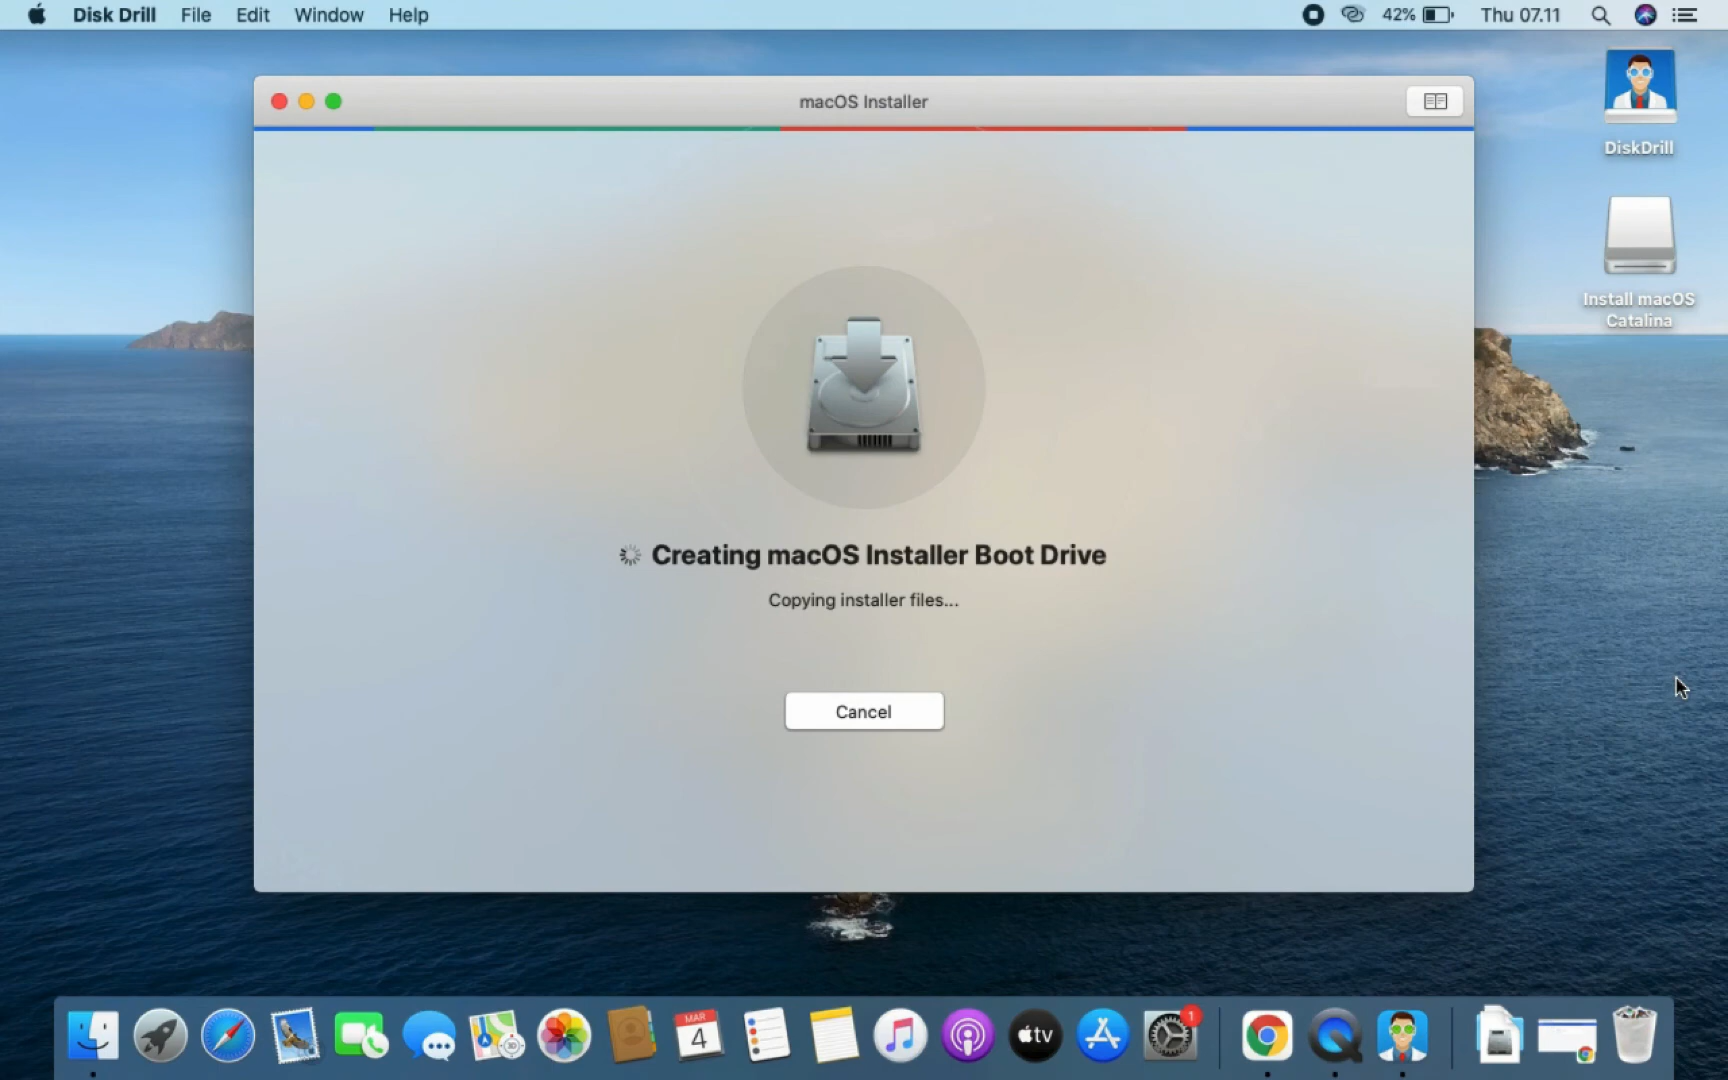 Disk Drill File Edit Window Help 42% Thu 07.11
macOS Installer
DiskDrill
Install macOS
Catalina
Creating macOS Installer Boot Drive
Copying installer files...
Cancel
MAR
4
3D
tv
1